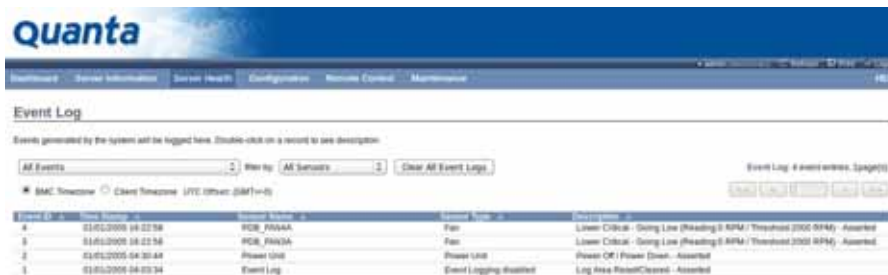 Quanta
Dashboard Server Information Server Health Configuration Remote Control Maintenance
Event Log
Events generated by the system will be logged here. Double-click on a record to see description.
All Events filter by All Sensors Clear All Event Logs Event Log: 4 event entries, 1page(s)
BMC Timezone Client Timezone UTC Offset: (GMT+-0)
Event ID Time Stamp Sensor Name Sensor Type Description
4 01/01/2005 16:22:58 PDB_FAN4A Fan Lower Critical - Going Low (Reading:0 RPM / Threshold:2000 RPM) - Asserted
3 01/01/2005 16:22:58 PDB_FAN3A Fan Lower Critical - Going Low (Reading:0 RPM / Threshold:2000 RPM) - Asserted
2 01/01/2005 04:30:44 Power Unit Power Unit Power Off / Power Down - Asserted
1 01/01/2005 04:03:34 Event Log Event Logging disabled Log Area Reset/Cleared - Asserted